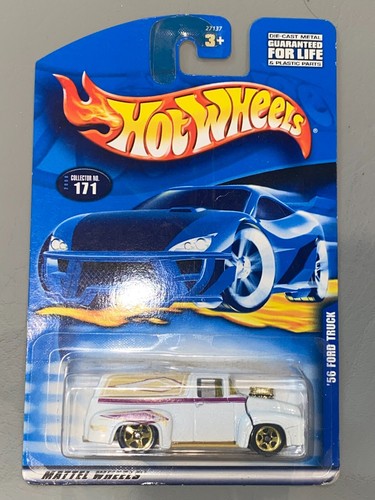 27137
3+
DIE-CAST METAL
GUARANTEED
FOR LIFE
& PLASTIC PARTS
HOT WHEELS
®
COLLECTOR NO.
171
'56 FORD TRUCK
MATTEL WHEELS